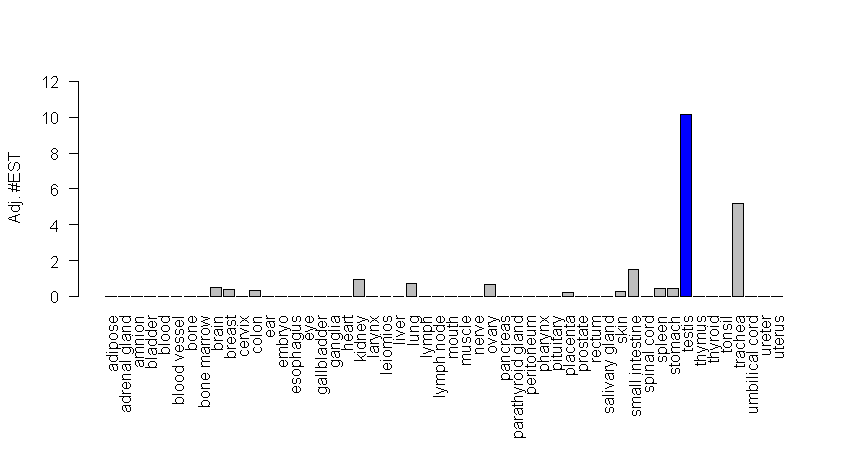 Adj. #EST
12
10
8
6
4
2
0
adipose
adrenal gland
amnion
bladder
blood
blood vessel
bone
bone marrow
brain
breast
cervix
colon
ear
embryo
esophagus
eye
gallbladder
ganglia
heart
kidney
larynx
leiomios
liver
lung
lymph
lymph node
mouth
muscle
nerve
ovary
pancreas
parathyroid gland
peritoneum
pharynx
pituitary
placenta
prostate
rectum
salivary gland
skin
small intestine
spinal cord
spleen
stomach
testis
thymus
thyroid
tonsil
trachea
umbilical cord
ureter
uterus